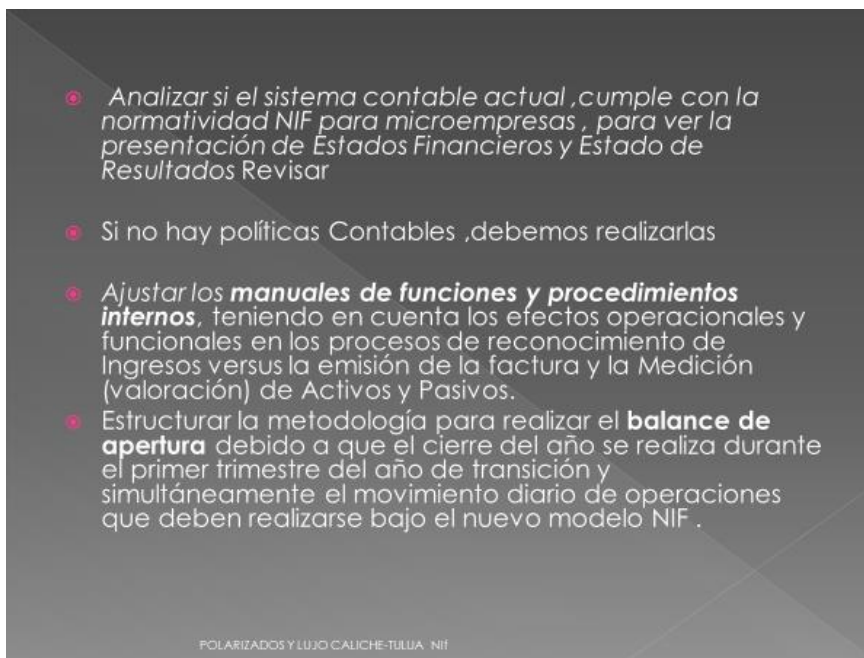 Analizar si el sistema contable actual ,cumple con la
normatividad NIF para microempresas , para ver la
presentación de Estados Financieros y Estado de
Resultados Revisar
Si no hay políticas Contables ,debemos realizarlas
Ajustar los manuales de funciones y procedimientos
internos, teniendo en cuenta los efectos operacionales y
funcionales en los procesos de reconocimiento de
Ingresos versus la emisión de la factura y la Medición
(valoración) de Activos y Pasivos.
Estructurar la metodología para realizar el balance de
apertura debido a que el cierre del año se realiza durante
el primer trimestre del año de transición y
simultáneamente el movimiento diario de operaciones
que deben realizarse bajo el nuevo modelo NIF .
POLARIZADOS Y LUJO CALICHE-TULUA NIf